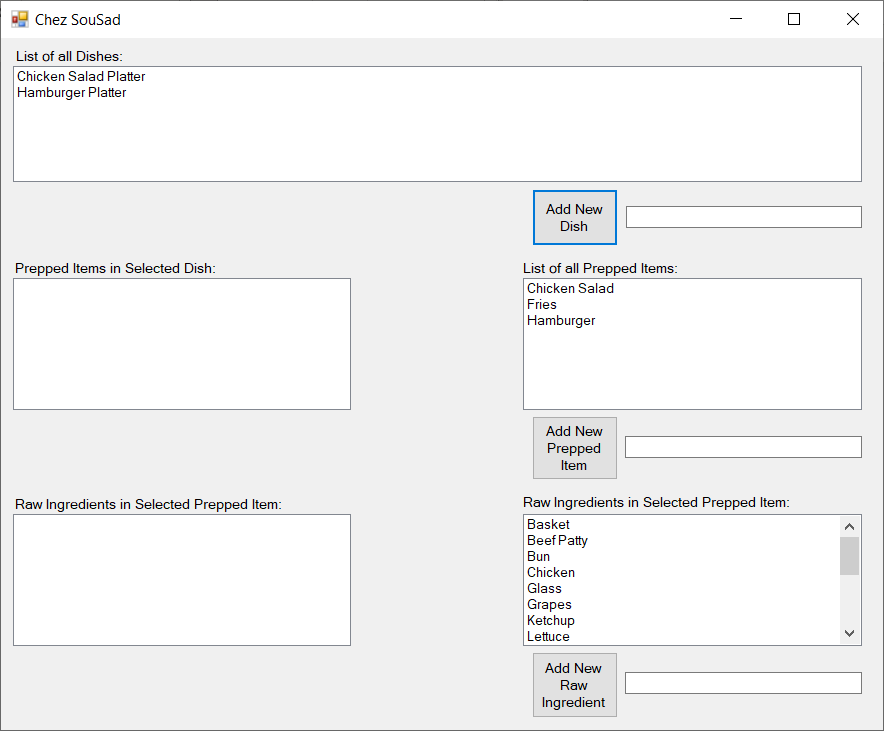 Chez SouSad
List of all Dishes:
Chicken Salad Platter
Hamburger Platter
Add New
Dish
Prepped Items in Selected Dish:
List of all Prepped Items:
Chicken Salad
Fries
Hamburger
Add New
Prepped
Item
Raw Ingredients in Selected Prepped Item:
Raw Ingredients in Selected Prepped Item:
Basket
Beef Patty
Bun
Chicken
Glass
Grapes
Ketchup
Lettuce
Add New
Raw
Ingredient